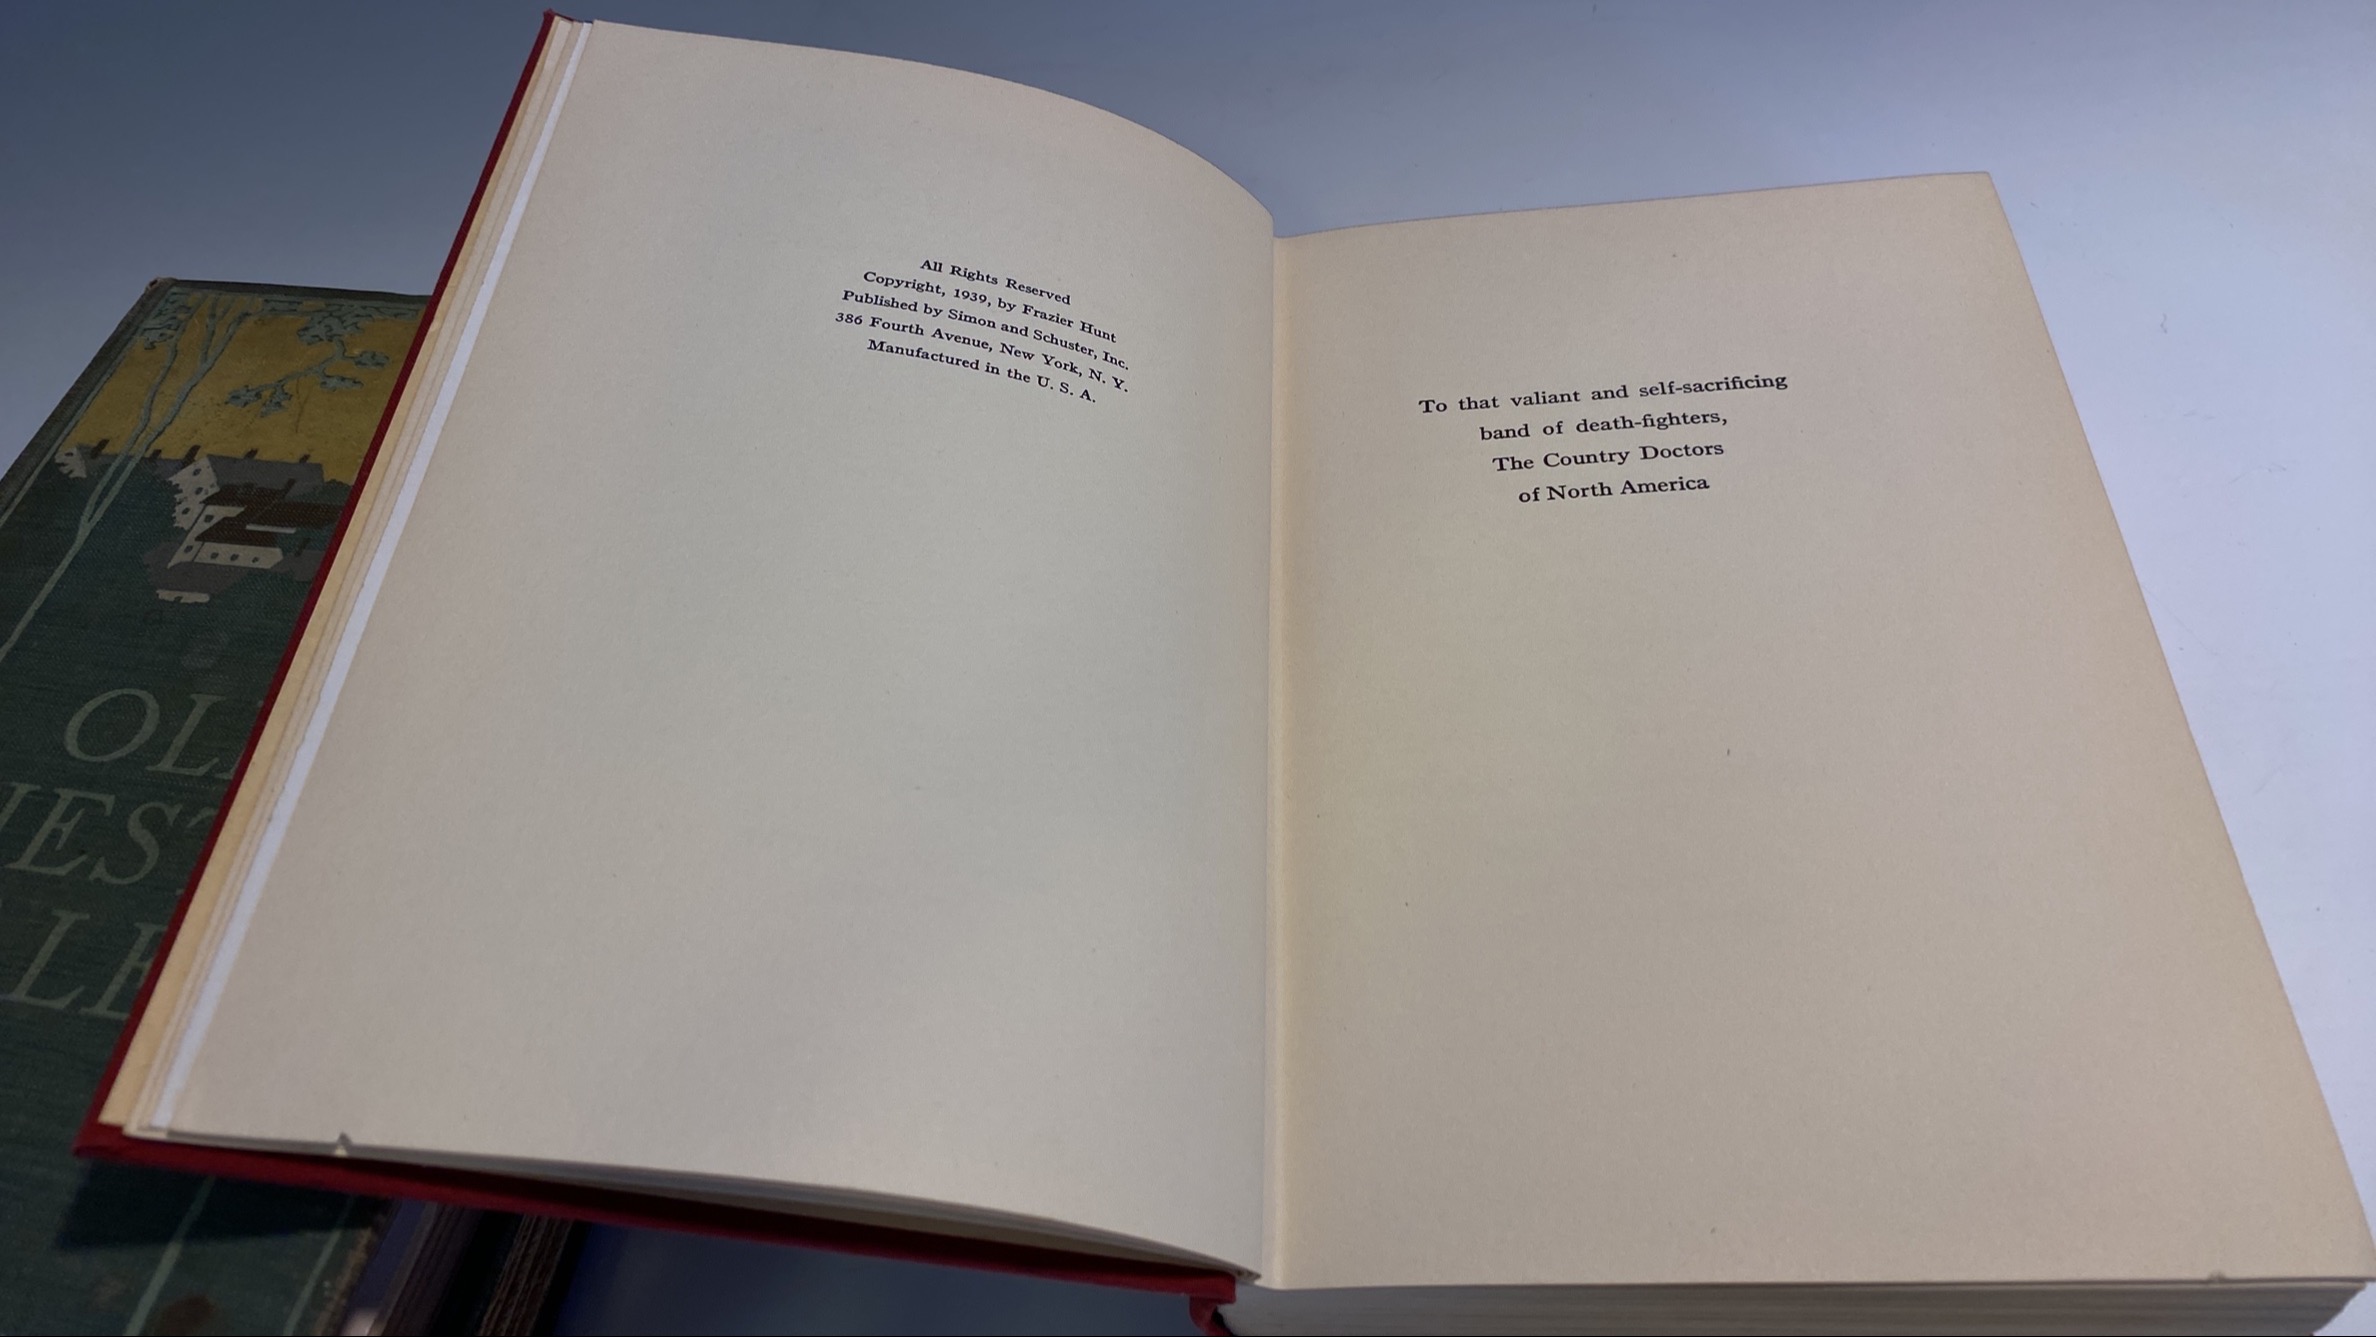 All Rights Reserved
Copyright, 1939, by Frazier Hunt
Published by Simon and Schuster, Inc.
386 Fourth Avenue, New York, N. Y.
Manufactured in the U. S. A.
To that valiant and self-sacrificing
band of death-fighters,
The Country Doctors
of North America